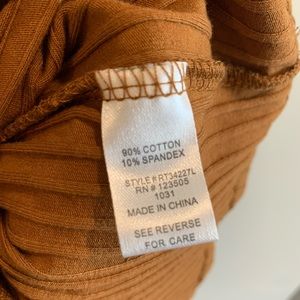 90% COTTON
10% SPANDEX
STYLE # RT34227L
RN # 123505
1031
MADE IN CHINA
SEE REVERSE
FOR CARE